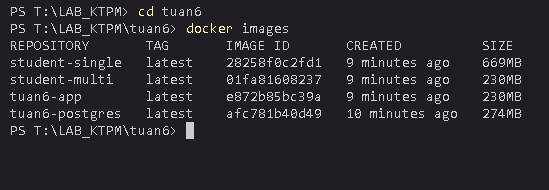 PS T:\LAB_KTPM> cd tuan6
PS T:\LAB_KTPM\tuan6> docker images
REPOSITORY TAG IMAGE ID CREATED SIZE
student-single latest 28258f0c2fd1 9 minutes ago 669MB
student-multi latest 01fa81608237 9 minutes ago 230MB
tuan6-app latest e872b85bc39a 9 minutes ago 230MB
tuan6-postgres latest afc781b40d49 10 minutes ago 274MB
PS T:\LAB_KTPM\tuan6>